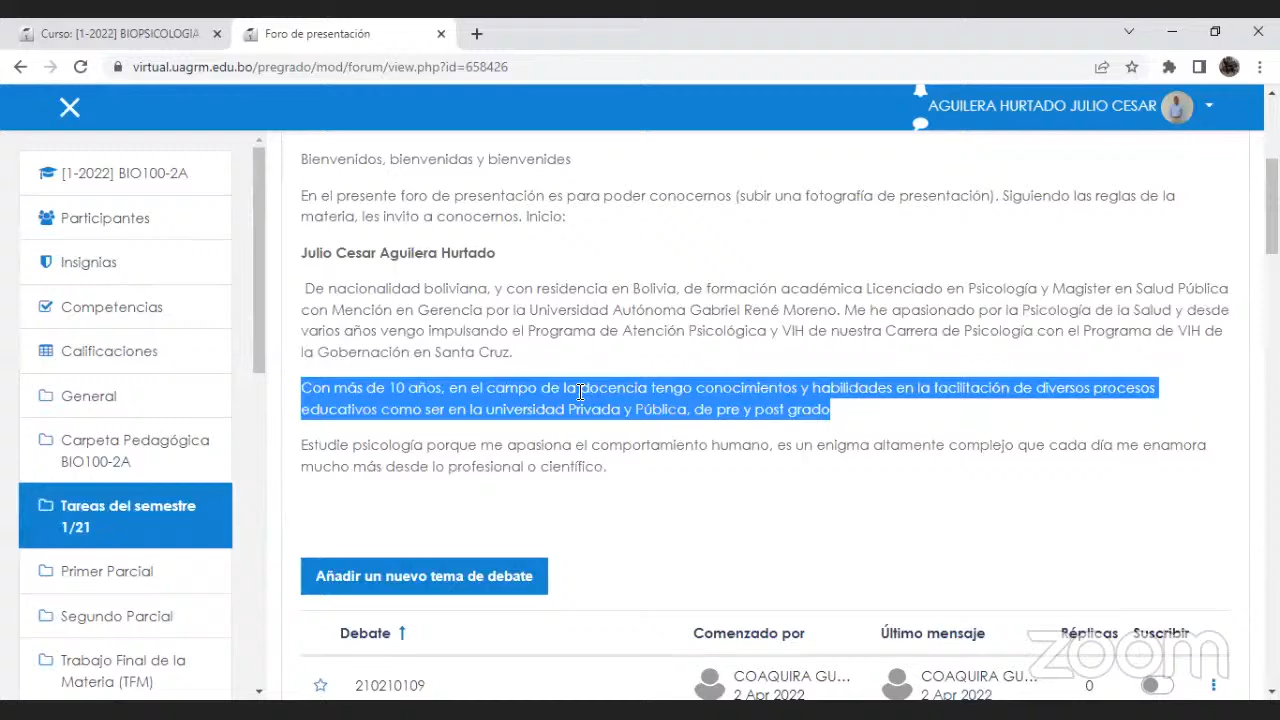 Curso: [1-2022] BIOPSICOLOGIA
Foro de presentación
virtual.uagrm.edu.bo/pregrado/mod/forum/view.php?id=658426
AGUILERA HURTADO JULIO CESAR
[1-2022] BIO100-2A
Participantes
Insignias
Competencias
Calificaciones
General
Carpeta Pedagógica
BIO100-2A
Tareas del semestre
1/21
Primer Parcial
Segundo Parcial
Trabajo Final de la
Materia (TFM)
Bienvenidos, bienvenidas y bienvenides
En el presente foro de presentación es para poder conocernos (subir una fotografía de presentación). Siguiendo las reglas de la
materia, les invito a conocernos. Inicio:
Julio Cesar Aguilera Hurtado
De nacionalidad boliviana, y con residencia en Bolivia, de formación académica Licenciado en Psicología y Magister en Salud Pública
con Mención en Gerencia por la Universidad Autónoma Gabriel René Moreno. Me he apasionado por la Psicología de la Salud y desde
varios años vengo impulsando el Programa de Atención Psicológica y VIH de nuestra Carrera de Psicología con el Programa de VIH de
la Gobernación en Santa Cruz.
Con más de 10 años, en el campo de la docencia tengo conocimientos y habilidades en la facilitación de diversos procesos
educativos como ser en la universidad Privada y Pública, de pre y post grado
Estudie psicología porque me apasiona el comportamiento humano, es un enigma altamente complejo que cada día me enamora
mucho más desde lo profesional o científico.
Añadir un nuevo tema de debate
Debate Comenzado por Último mensaje Réplicas Suscribir
210210109 COAQUIRA GU... COAQUIRA GU... 0
2 Apr 2022 2 Apr 2022
zoom